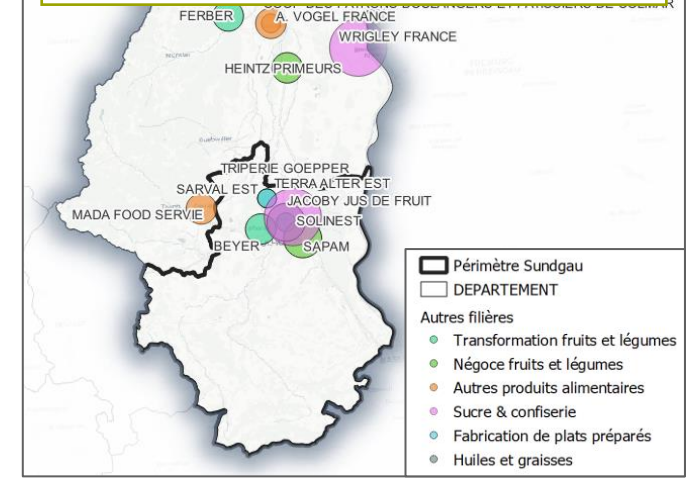 FERBER
A. VOGEL FRANCE
WRIGLEY FRANCE
HEINTZ PRIMEURS
TRIPERIE GOEPPER
SARVAL EST
TERRA ALTER EST
JACOBY JUS DE FRUIT
MADA FOOD SERVIE
SOLINEST
BEYER
SAPAM
Périmètre Sundgau
DEPARTEMENT
Autres filières
Transformation fruits et légumes
Négoce fruits et légumes
Autres produits alimentaires
Sucre & confiserie
Fabrication de plats préparés
Huiles et graisses